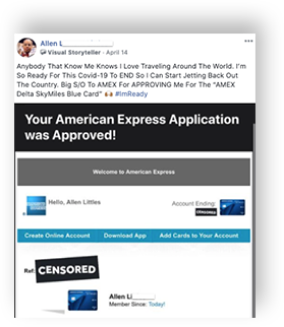 Allen L
Visual Storyteller · April 14
Anybody That Know Me Knows I Love Traveling Around The World. I'm
So Ready For This Covid-19 To END So I Can Start Jetting Back Out
The Country. Big S/O To AMEX For APPROVING Me For The "AMEX
Delta SkyMiles Blue Card" 🙌🏾 #ImReady
Your American Express Application
was Approved!
Welcome to American Express
Hello, Allen Littles
Account Ending:
CENSORED
Create Online Account Download App Add Cards to Your Account
Ref: CENSORED
Allen Li
Member Since: Today!